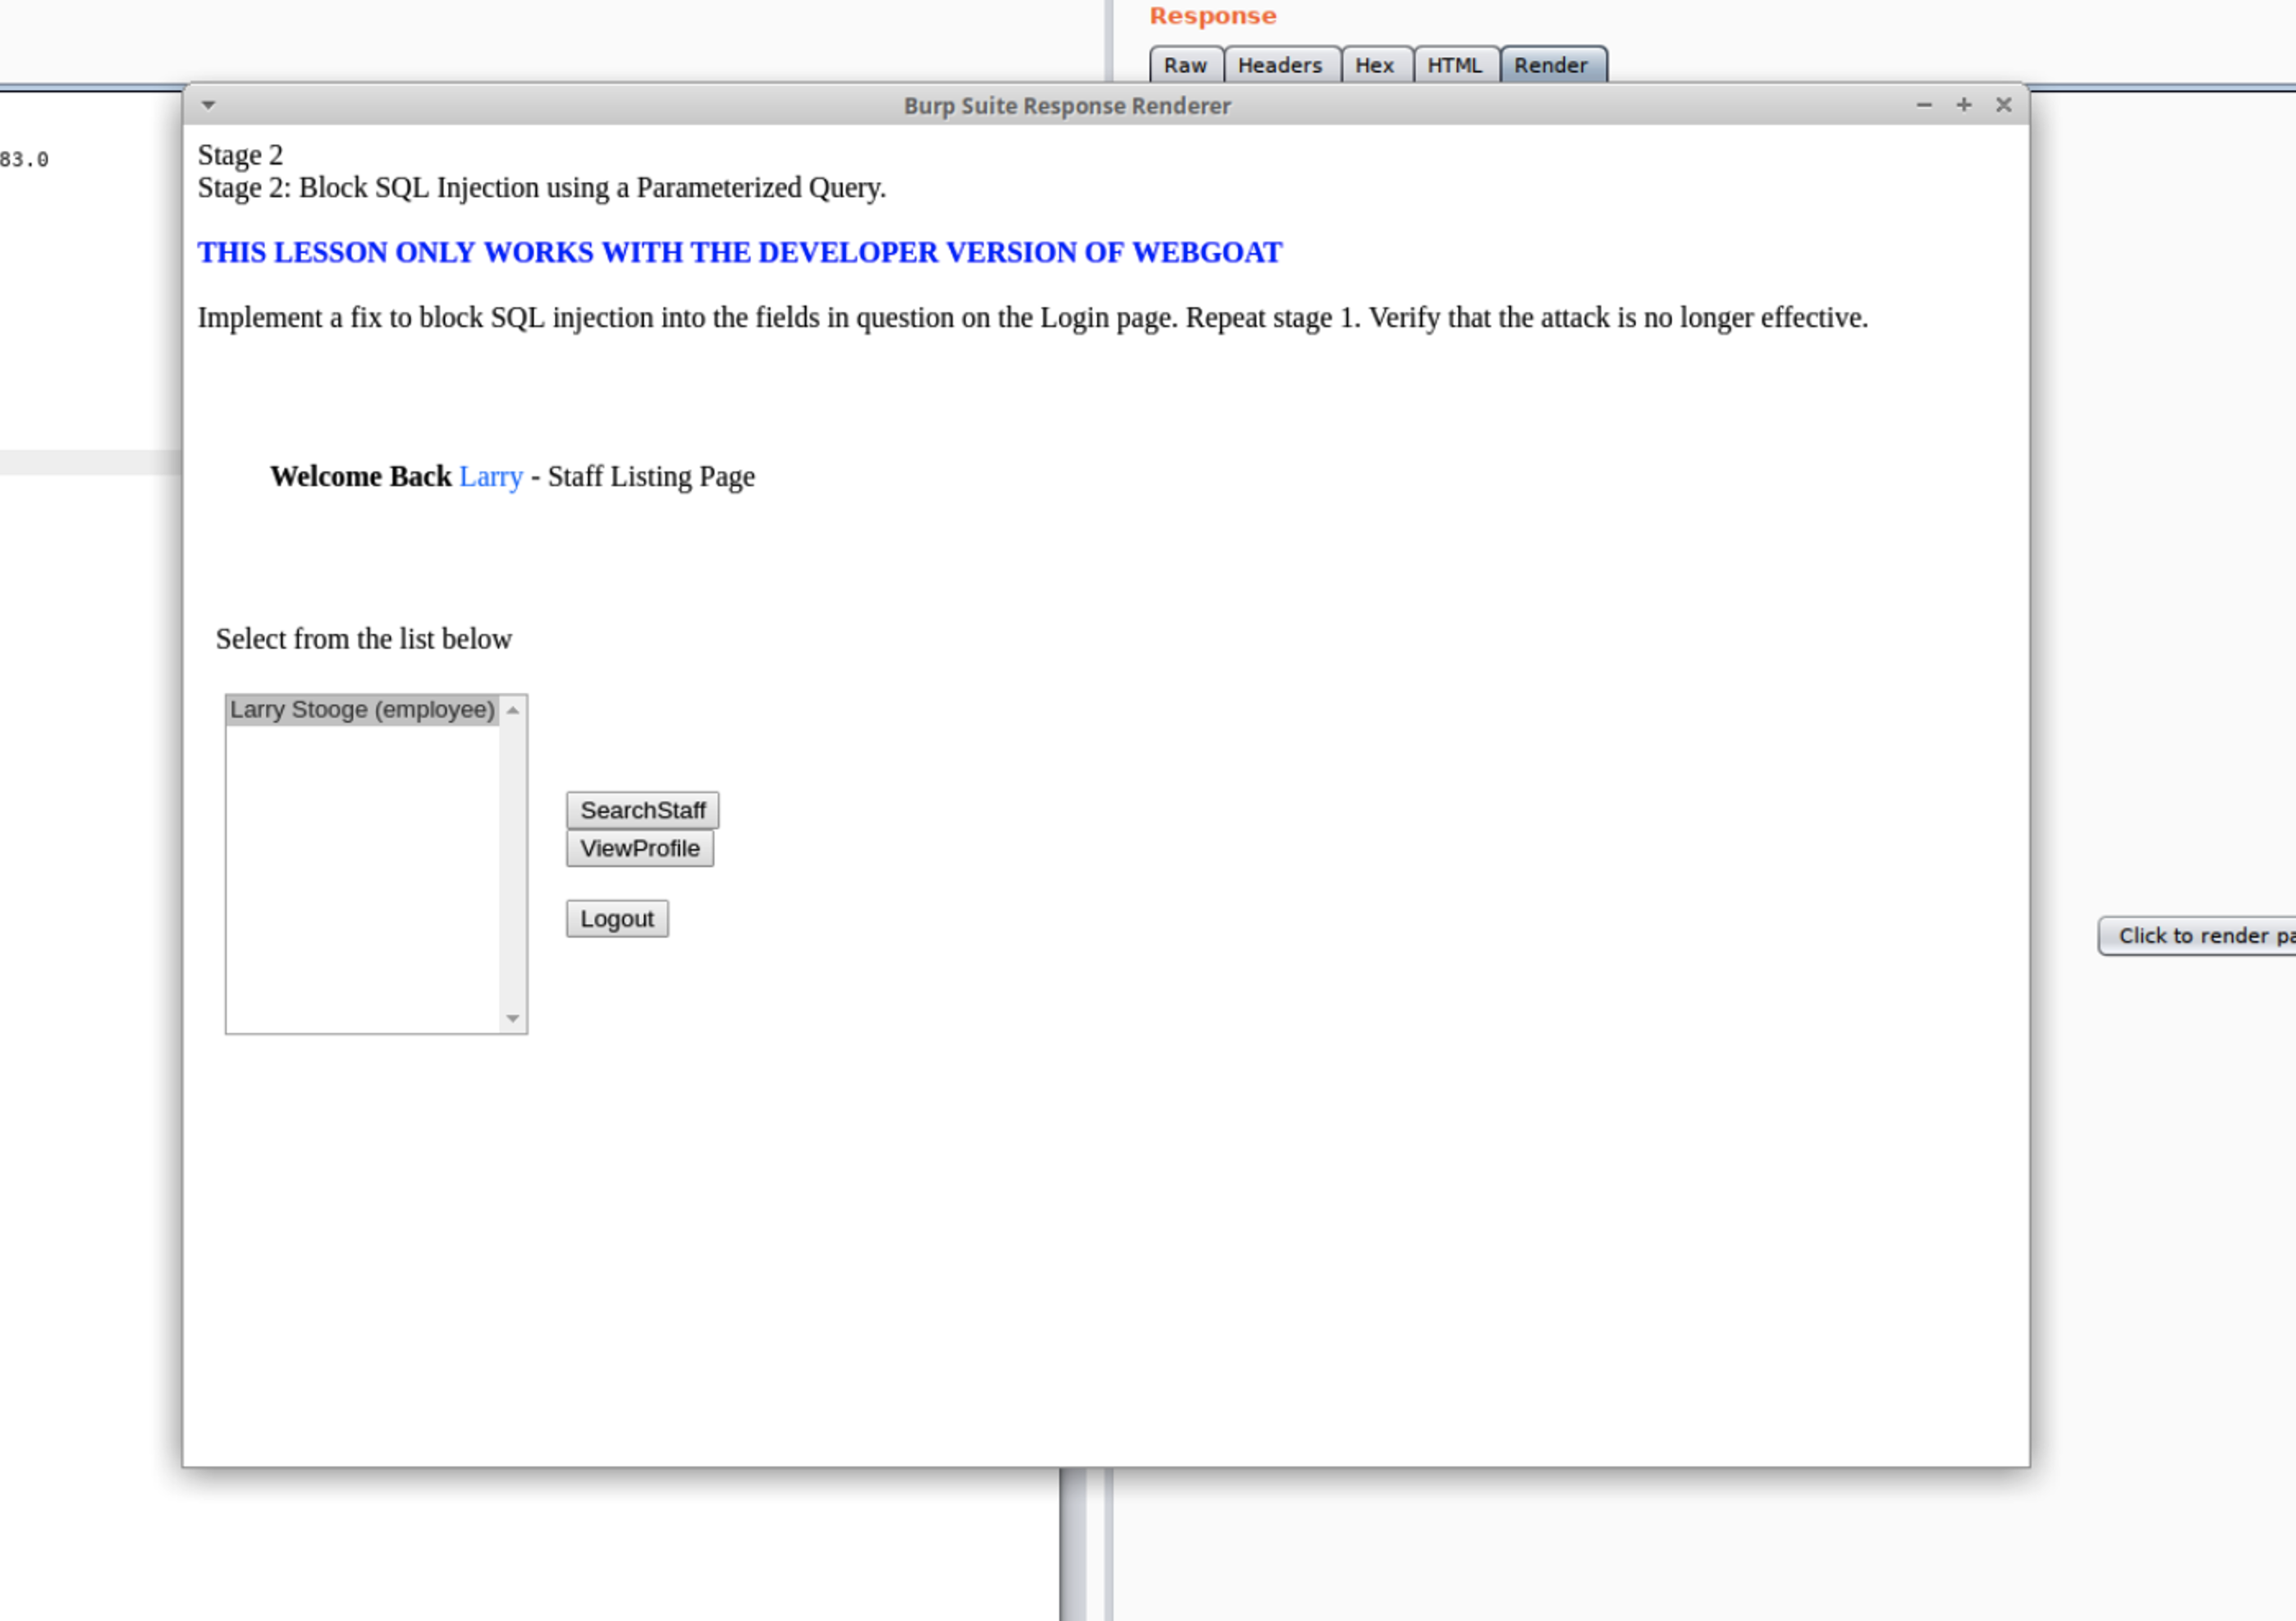 Response
Raw Headers Hex HTML Render
Burp Suite Response Renderer
83.0
Stage 2
Stage 2: Block SQL Injection using a Parameterized Query.
THIS LESSON ONLY WORKS WITH THE DEVELOPER VERSION OF WEBGOAT
Implement a fix to block SQL injection into the fields in question on the Login page. Repeat stage 1. Verify that the attack is no longer effective.
Welcome Back Larry - Staff Listing Page
Select from the list below
Larry Stooge (employee)
SearchStaff
ViewProfile
Logout
Click to render pa